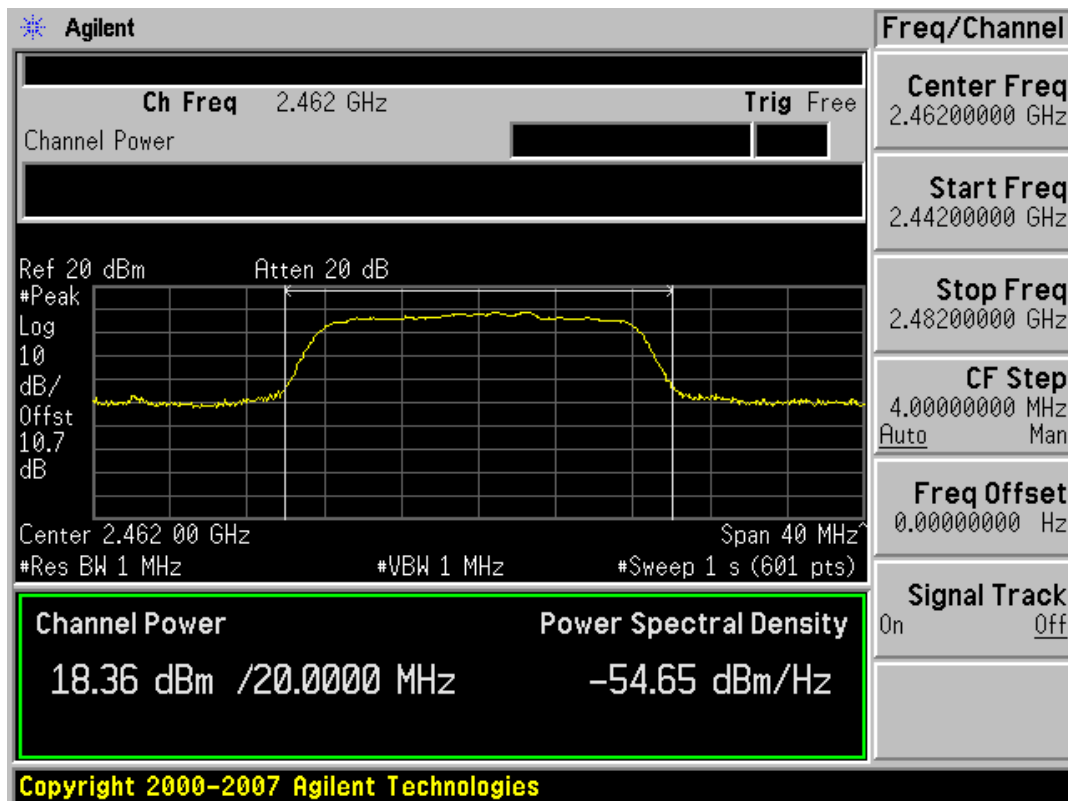 Agilent
Freq/Channel
Ch Freq 2.462 GHz Trig Free
Channel Power
Center Freq
2.46200000 GHz
Start Freq
2.44200000 GHz
Stop Freq
2.48200000 GHz
CF Step
4.00000000 MHz
Auto Man
Freq Offset
0.00000000 Hz
Signal Track
On Off
Ref 20 dBm Atten 20 dB
#Peak
Log
10
dB/
Offst
10.7
dB
Center 2.462 00 GHz Span 40 MHz^
#Res BW 1 MHz #VBW 1 MHz #Sweep 1 s (601 pts)
Channel Power Power Spectral Density
18.36 dBm /20.0000 MHz -54.65 dBm/Hz
Copyright 2000-2007 Agilent Technologies